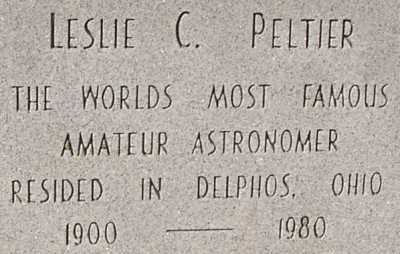 LESLIE C. PELTIER
THE WORLDS MOST FAMOUS
AMATEUR ASTRONOMER
RESIDED IN DELPHOS, OHIO
1900 — 1980